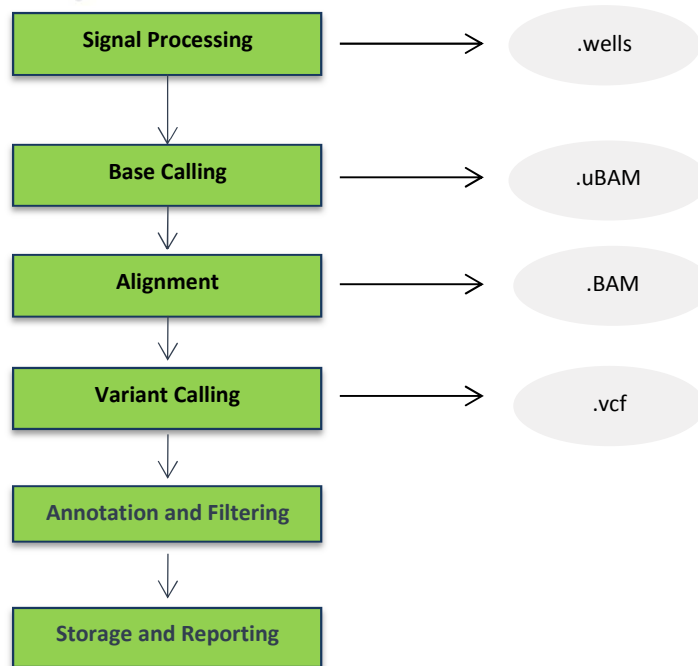 Signal Processing
.wells
Base Calling
.uBAM
Alignment
.BAM
Variant Calling
.vcf
Annotation and Filtering
Storage and Reporting